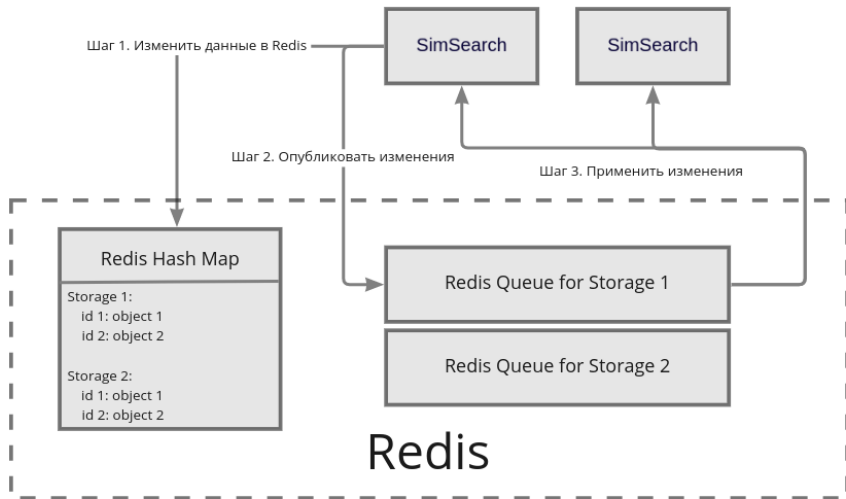 SimSearch
SimSearch
Шаг 1. Изменить данные в Redis
Шаг 2. Опубликовать изменения
Шаг 3. Применить изменения
Redis Hash Map
Storage 1:
id 1: object 1
id 2: object 2
Storage 2:
id 1: object 1
id 2: object 2
Redis Queue for Storage 1
Redis Queue for Storage 2
Redis